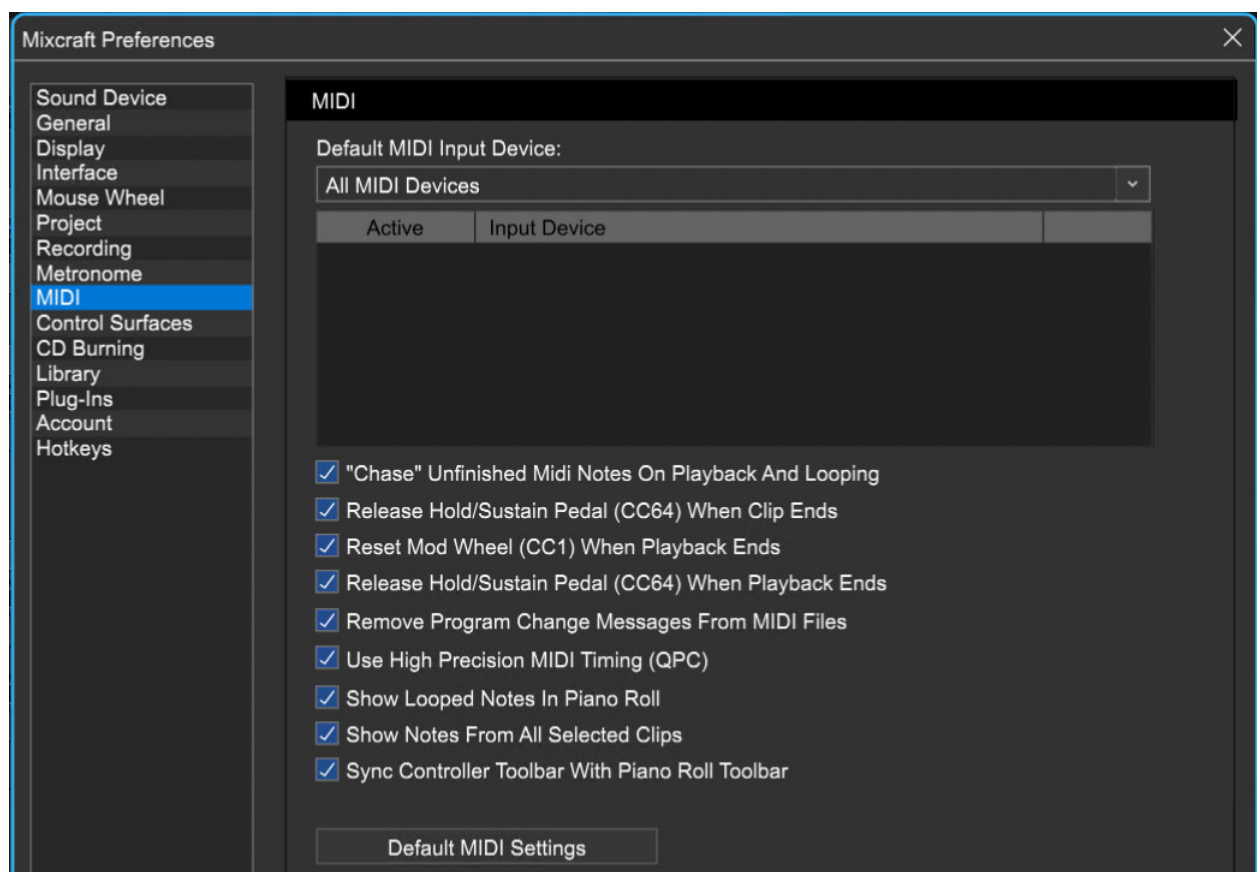 Mixcraft Preferences
Sound Device
General
Display
Interface
Mouse Wheel
Project
Recording
Metronome
MIDI
Control Surfaces
CD Burning
Library
Plug-Ins
Account
Hotkeys
MIDI
Default MIDI Input Device:
All MIDI Devices
Active Input Device
"Chase" Unfinished Midi Notes On Playback And Looping
Release Hold/Sustain Pedal (CC64) When Clip Ends
Reset Mod Wheel (CC1) When Playback Ends
Release Hold/Sustain Pedal (CC64) When Playback Ends
Remove Program Change Messages From MIDI Files
Use High Precision MIDI Timing (QPC)
Show Looped Notes In Piano Roll
Show Notes From All Selected Clips
Sync Controller Toolbar With Piano Roll Toolbar
Default MIDI Settings